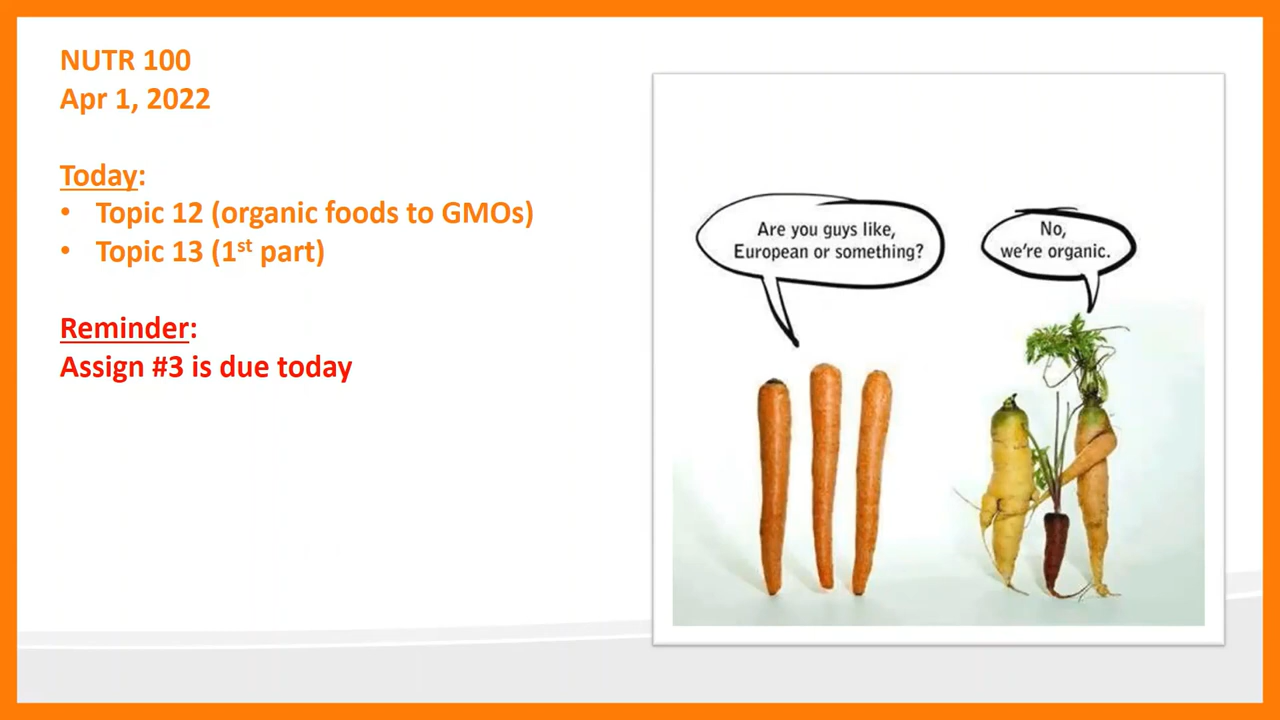 NUTR 100
Apr 1, 2022
Today:
• Topic 12 (organic foods to GMOs)
• Topic 13 (1st part)
Reminder:
Assign #3 is due today
Are you guys like,
European or something?
No,
we're organic.